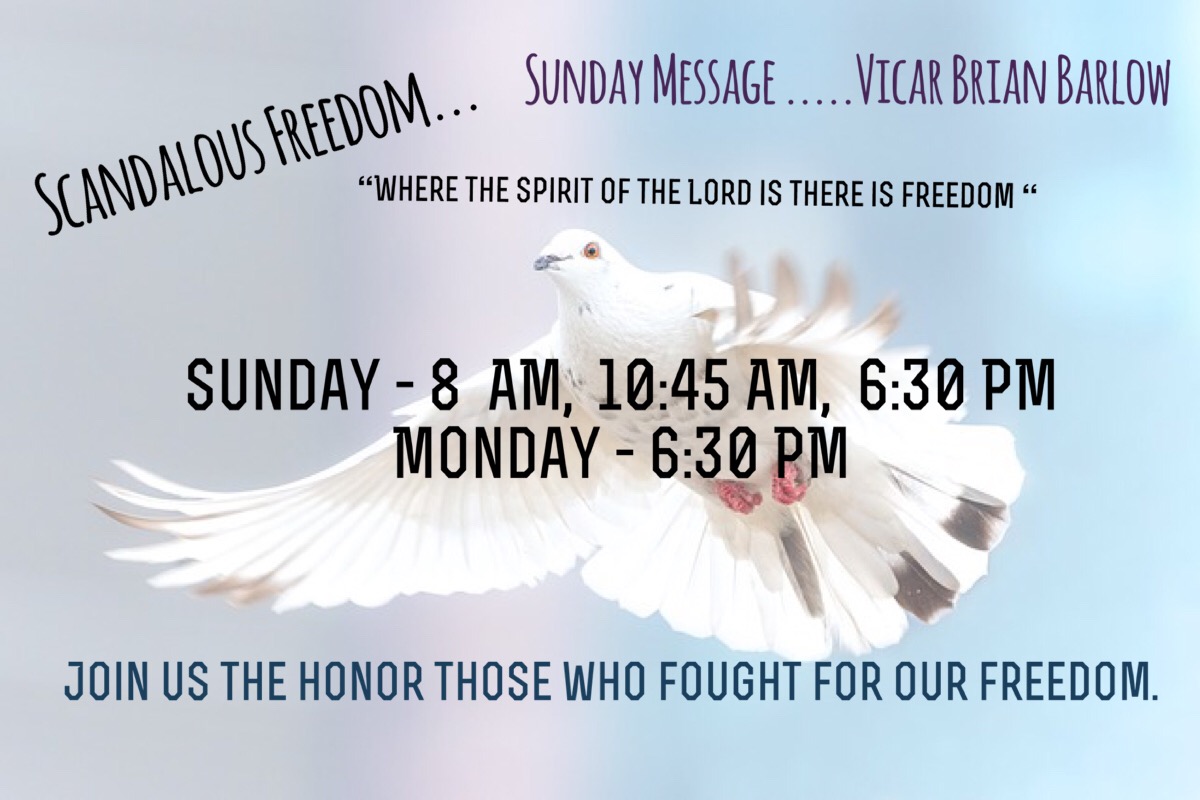 Scandalous Freedom...
Sunday Message .....Vicar Brian Barlow
“WHERE THE SPIRIT OF THE LORD IS THERE IS FREEDOM “
SUNDAY - 8 AM, 10:45 AM, 6:30 PM
MONDAY - 6:30 PM
JOIN US THE HONOR THOSE WHO FOUGHT FOR OUR FREEDOM.